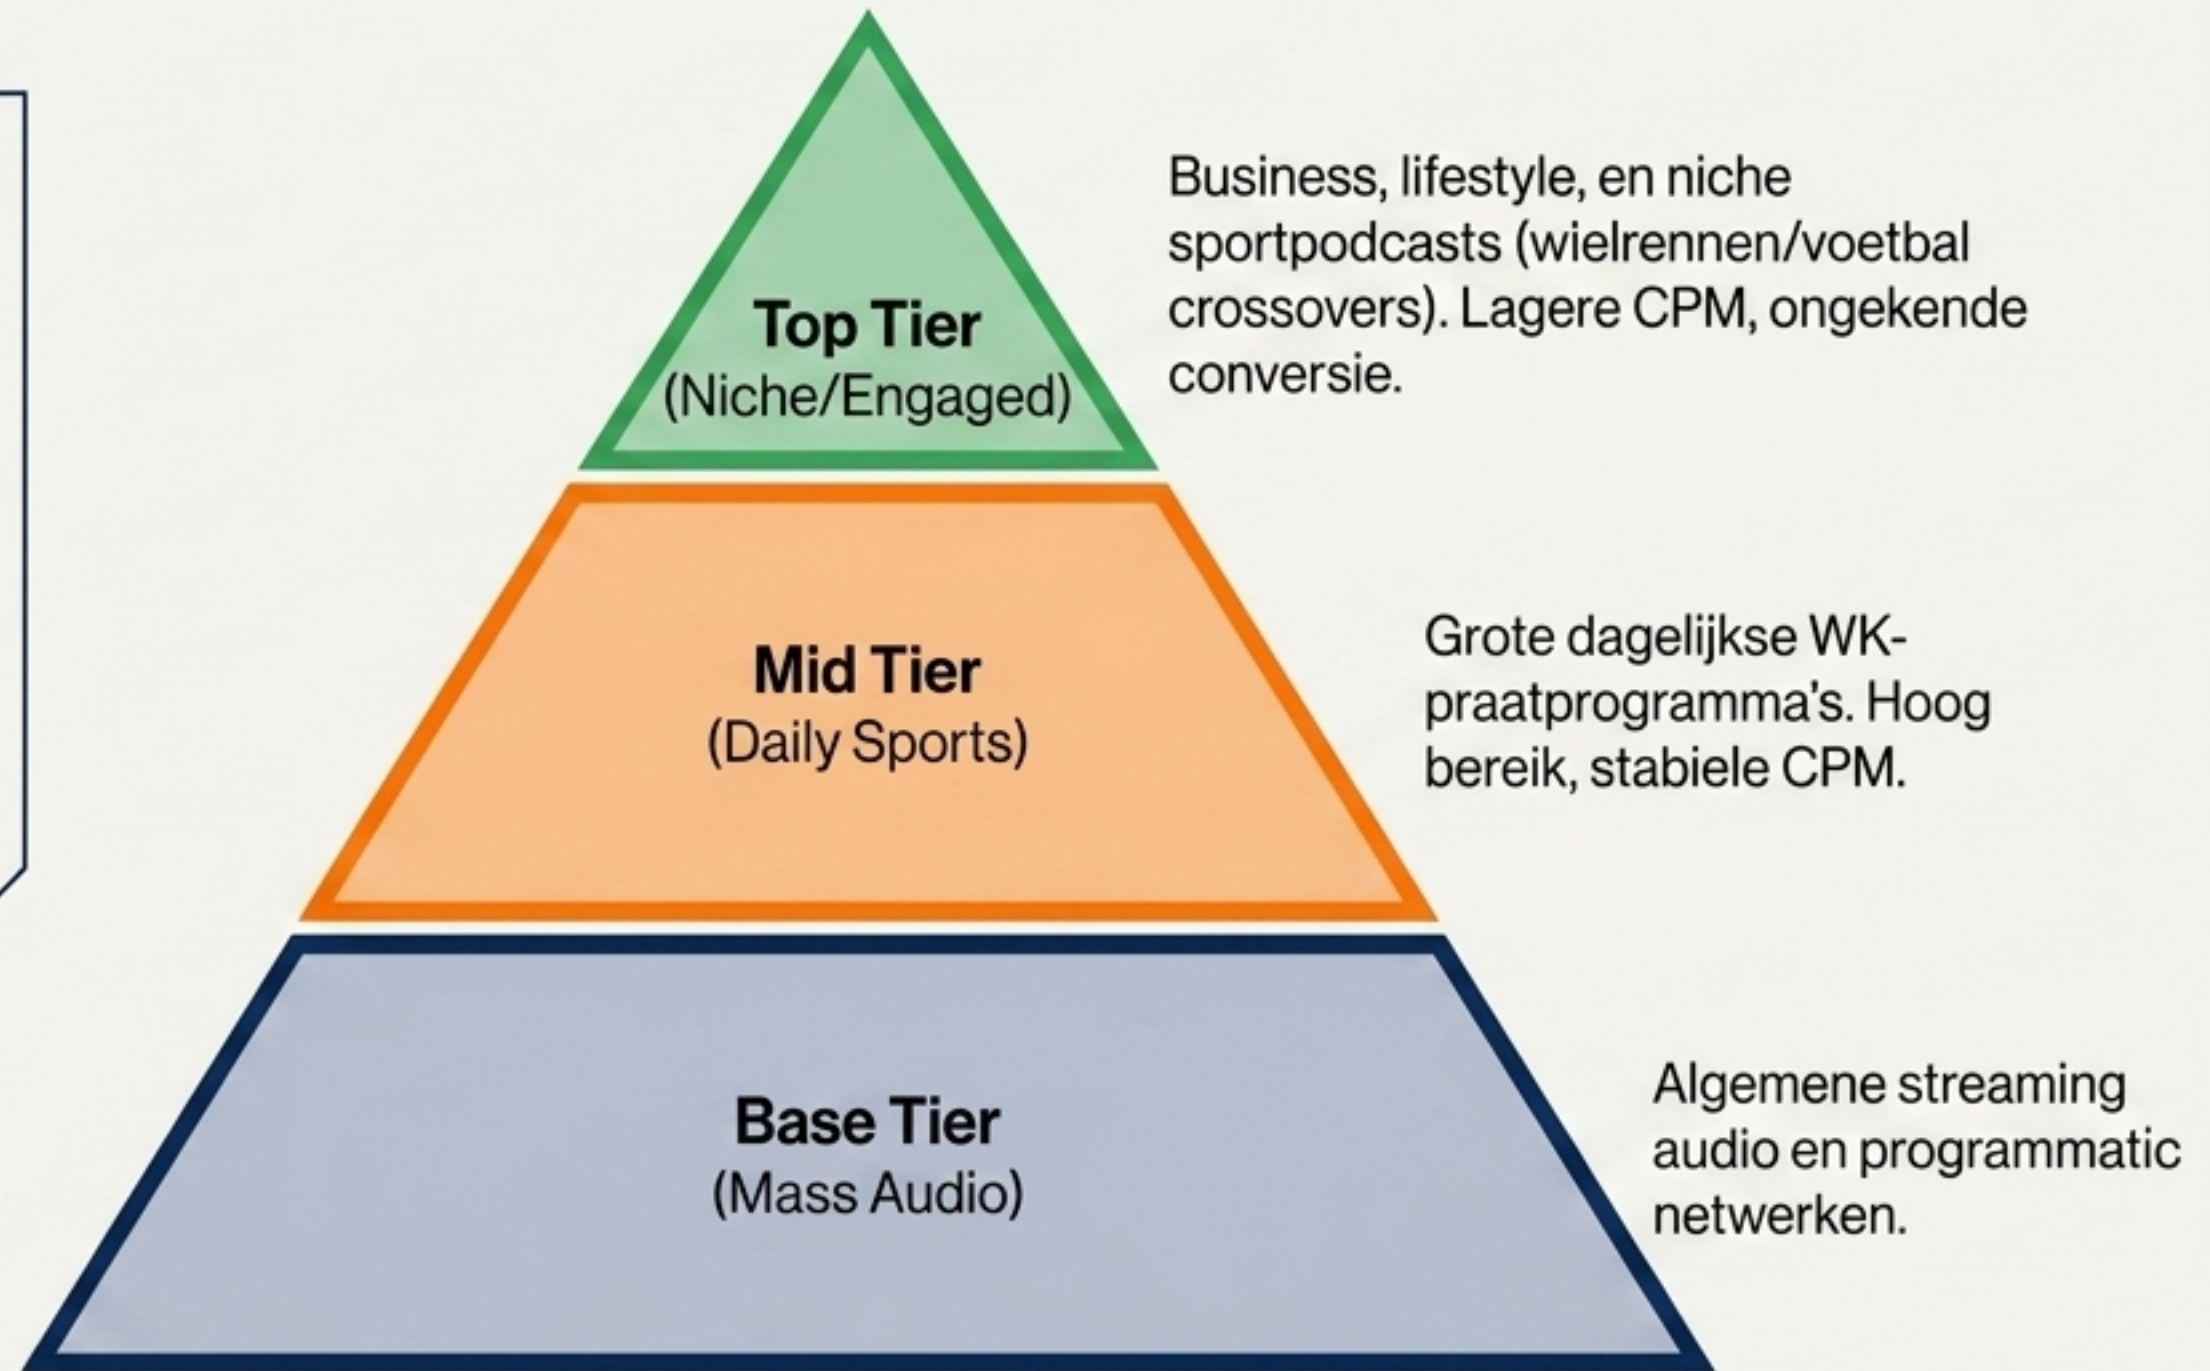 Top Tier
(Niche/Engaged)
Business, lifestyle, en niche
sportpodcasts (wielrennen/voetbal
crossovers). Lagere CPM, ongekende
conversie.
Mid Tier
(Daily Sports)
Grote dagelijkse WK-
praatprogramma's. Hoog
bereik, stabiele CPM.
Base Tier
(Mass Audio)
Algemene streaming
audio en programmatic
netwerken.